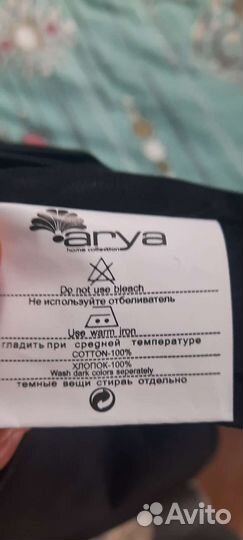 arya
home collection
Do not use bleach
Не используйте отбеливатель
Use warm iron
гладить при средней температуре
COTTON-100%
ХЛОПОК-100%
Wash dark colors seperately
темные вещи стирать отдельно
Avito